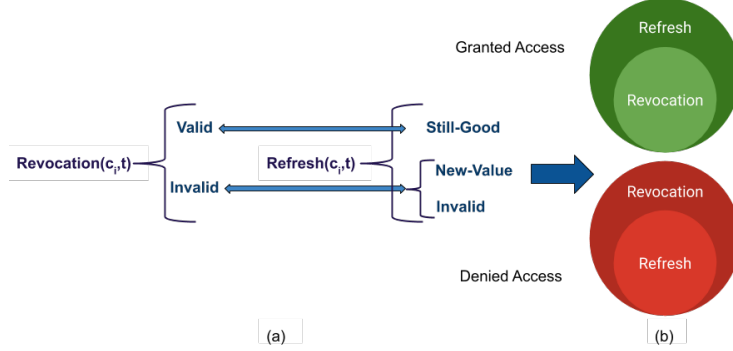 Refresh
Granted Access
Revocation
Valid
Still-Good
Revocation(cᵢ,t)
Refresh(cᵢ,t)
New-Value
Invalid
Invalid
Revocation
Refresh
Denied Access
(a)
(b)